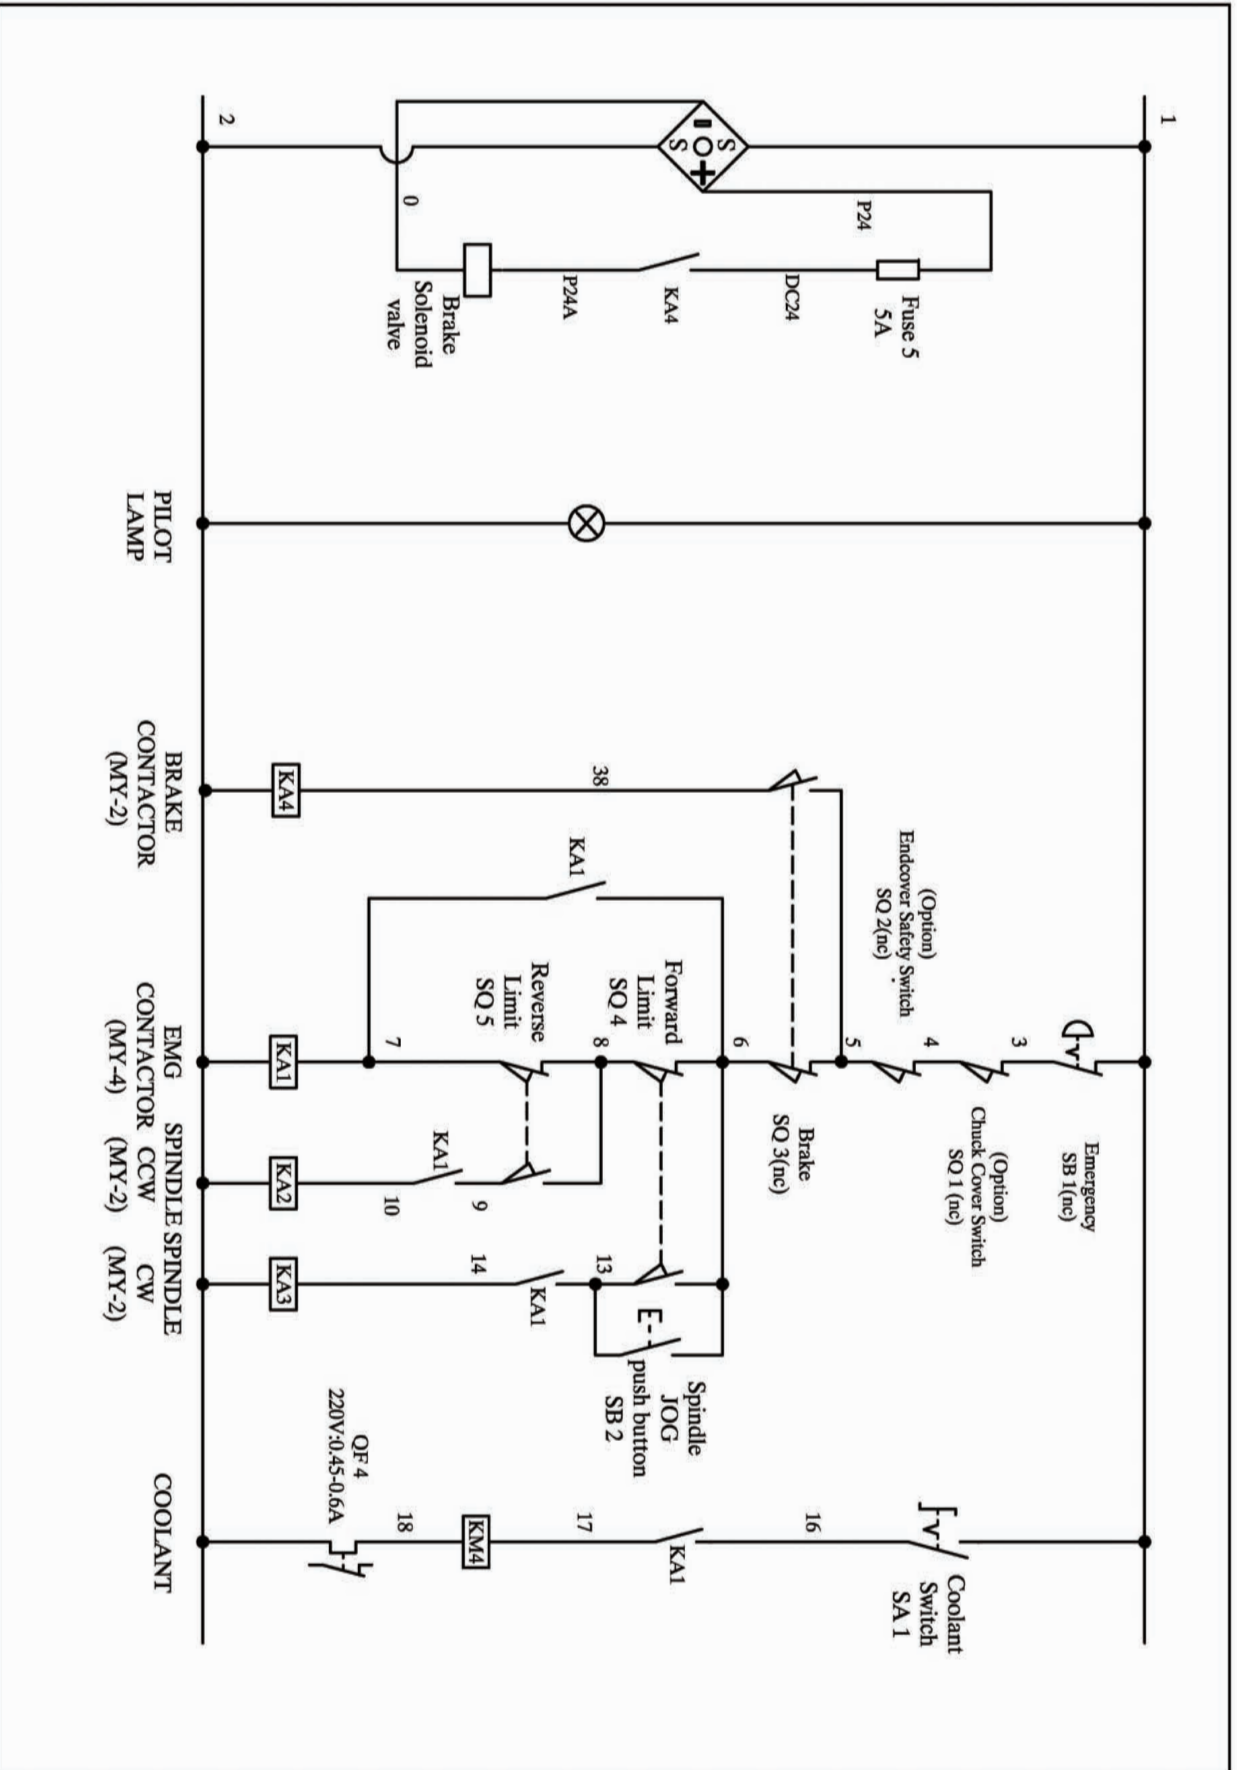 1
2
S
S
P24
0
Fuse 5
5A
DC24
KA4
P24A
Brake
Solenoid
valve
PILOT
LAMP
38
KA4
BRAKE
CONTACTOR
(MY-2)
KA1
(Option)
Endcover Safety Switch
SQ 2(nc)
Emergency
SB 1(nc)
3
(Option)
Chuck Cover Switch
SQ 1 (nc)
4
5
Brake
SQ 3(nc)
6
Forward
Limit
SQ 4
8
Reverse
Limit
SQ 5
7
KA1
EMG
CONTACTOR
(MY-4)
9
KA1
10
KA2
SPINDLE
CCW
(MY-2)
13
KA1
14
KA3
SPINDLE
CW
(MY-2)
Spindle
JOG
push button
SB 2
Coolant
Switch
SA 1
16
KA1
17
KM4
18
QF 4
220V:0.45-0.6A
COOLANT